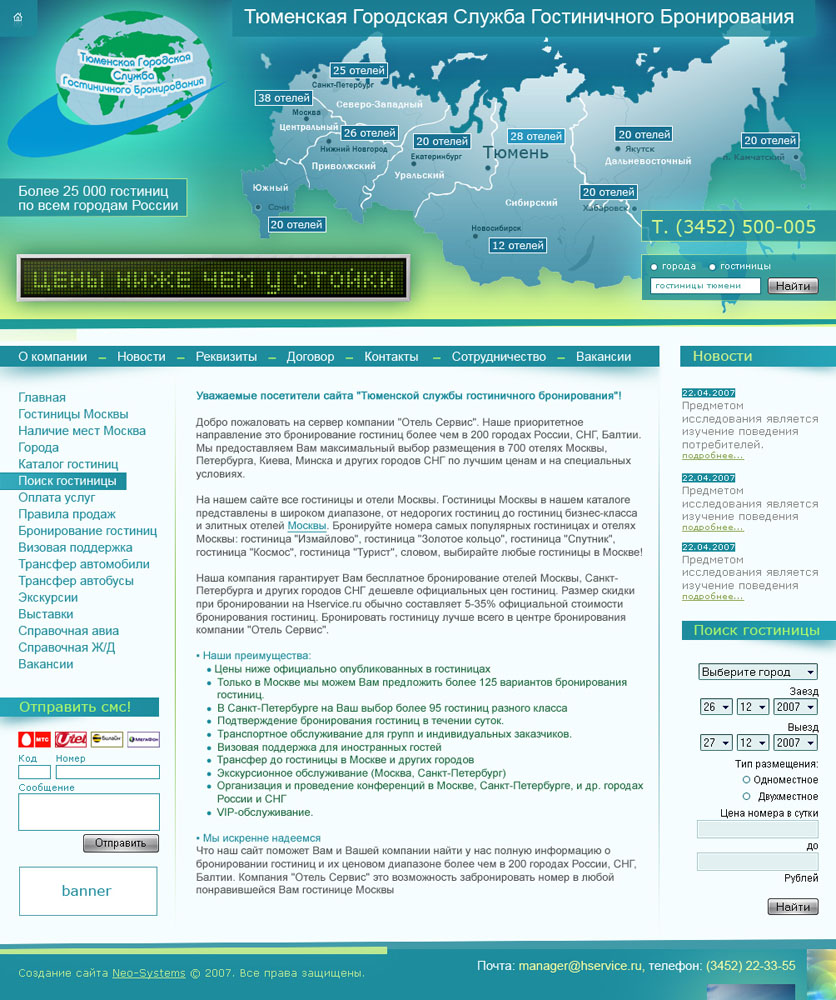 Тюменская Городская Служба Гостиничного Бронирования
Тюменская Городская
Служба
Гостиничного Бронирования
Более 25 000 гостиниц
по всем городам России
25 отелей
Санкт-Петербург
38 отелей
Северо-Западный
Москва
Центральный
26 отелей
Нижний Новгород
20 отелей
Екатеринбург
28 отелей
Тюмень
20 отелей
Якутск
Дальневосточный
20 отелей
п. Камчатский
Приволжский
Уральский
Южный
Сочи
20 отелей
Сибирский
20 отелей
Хабаровск
Новосибирск
12 отелей
Т. (3452) 500-005
города гостиницы
гостиницы тюмени Найти
ЦЕНЫ НИЖЕ ЧЕМ У СТОЙКИ
О компании – Новости – Реквизиты – Договор – Контакты – Сотрудничество – Вакансии
Главная
Гостиницы Москвы
Наличие мест Москва
Города
Каталог гостиниц
Поиск гостиницы
Оплата услуг
Правила продаж
Бронирование гостиниц
Визовая поддержка
Трансфер автомобили
Трансфер автобусы
Экскурсии
Выставки
Справочная авиа
Справочная Ж/Д
Вакансии
Отправить смс!
МТС Utel Билайн МегаФон
Код Номер
Сообщение
Отправить
banner
Уважаемые посетители сайта "Тюменской службы гостиничного бронирования"!
Добро пожаловать на сервер компании "Отель Сервис". Наше приоритетное
направление это бронирование гостиниц более чем в 200 городах России, СНГ, Балтии.
Мы предоставляем Вам максимальный выбор размещения в 700 отелях Москвы,
Петербурга, Киева, Минска и других городов СНГ по лучшим ценам и на специальных
условиях.
На нашем сайте все гостиницы и отели Москвы. Гостиницы Москвы в нашем каталоге
представлены в широком диапазоне, от недорогих гостиниц до гостиниц бизнес-класса
и элитных отелей Москвы. Бронируйте номера самых популярных гостиницах и отелях
Москвы: гостиница "Измайлово", гостиница "Золотое кольцо", гостиница "Спутник",
гостиница "Космос", гостиница "Турист", словом, выбирайте любые гостиницы в Москве!
Наша компания гарантирует Вам бесплатное бронирование отелей Москвы, Санкт-
Петербурга и других городов СНГ дешевле официальных цен гостиниц. Размер скидки
при бронировании на Hservice.ru обычно составляет 5-35% официальной стоимости
бронирования гостиниц. Бронировать гостиницу лучше всего в центре бронирования
компании "Отель Сервис".
• Наши преимущества:
• Цены ниже официально опубликованных в гостиницах
• Только в Москве мы можем Вам предложить более 125 вариантов бронирования
гостиниц.
• В Санкт-Петербурге на Ваш выбор более 95 гостиниц разного класса
• Подтверждение бронирования гостиниц в течении суток.
• Транспортное обслуживание для групп и индивидуальных заказчиков.
• Визовая поддержка для иностранных гостей
• Трансфер до гостиницы в Москве и других городов
• Экскурсионное обслуживание (Москва, Санкт-Петербург)
• Организация и проведение конференций в Москве, Санкт-Петербурге, и др. городах
России и СНГ
• VIP-обслуживание.
• Мы искренне надеемся
Что наш сайт поможет Вам и Вашей компании найти у нас полную информацию о
бронировании гостиниц и их ценовом диапазоне более чем в 200 городах России, СНГ,
Балтии. Компания "Отель Сервис" это возможность забронировать номер в любой
понравившейся Вам гостинице Москвы
Новости
22.04.2007
Предметом
исследования является
изучение поведения
потребителей.
подробнее...
22.04.2007
Предметом
исследования является
изучение поведения
подробнее...
22.04.2007
Предметом
исследования является
изучение поведения
подробнее...
Поиск гостиницы
Выберите город
Заезд
26 12 2007
Выезд
27 12 2007
Тип размещения:
Одноместное
Двухместное
Цена номера в сутки
до
Рублей
Найти
Создание сайта Neo-Systems © 2007. Все права защищены.
Почта: manager@hservice.ru, телефон: (3452) 22-33-55